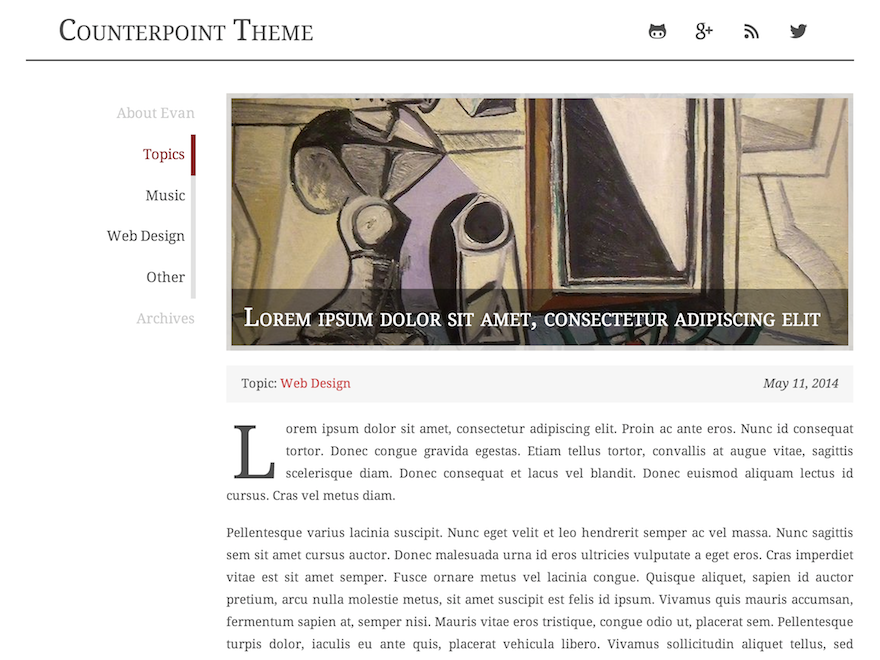 Counterpoint Theme
g+
About Evan
Topics
Music
Web Design
Other
Archives
Lorem ipsum dolor sit amet, consectetur adipiscing elit
Topic: Web Design
May 11, 2014
Lorem ipsum dolor sit amet, consectetur adipiscing elit. Proin ac ante eros. Nunc id consequat
tortor. Donec congue gravida egestas. Etiam tellus tortor, convallis at augue vitae, sagittis
scelerisque diam. Donec consequat et lacus vel blandit. Donec euismod aliquam lectus id
cursus. Cras vel metus diam.
Pellentesque varius lacinia suscipit. Nunc eget velit et leo hendrerit semper ac vel massa. Nunc sagittis
sem sit amet cursus auctor. Donec malesuada urna id eros ultricies vulputate a eget eros. Cras imperdiet
vitae est sit amet semper. Fusce ornare metus vel lacinia congue. Quisque aliquet, sapien id auctor
pretium, arcu nulla molestie metus, sit amet suscipit est felis id ipsum. Vivamus quis mauris accumsan,
fermentum sapien at, semper nisi. Mauris vitae eros tristique, congue odio ut, placerat sem. Pellentesque
turpis dolor, iaculis eu ante quis, placerat vehicula libero. Vivamus sollicitudin aliquet tellus, sed